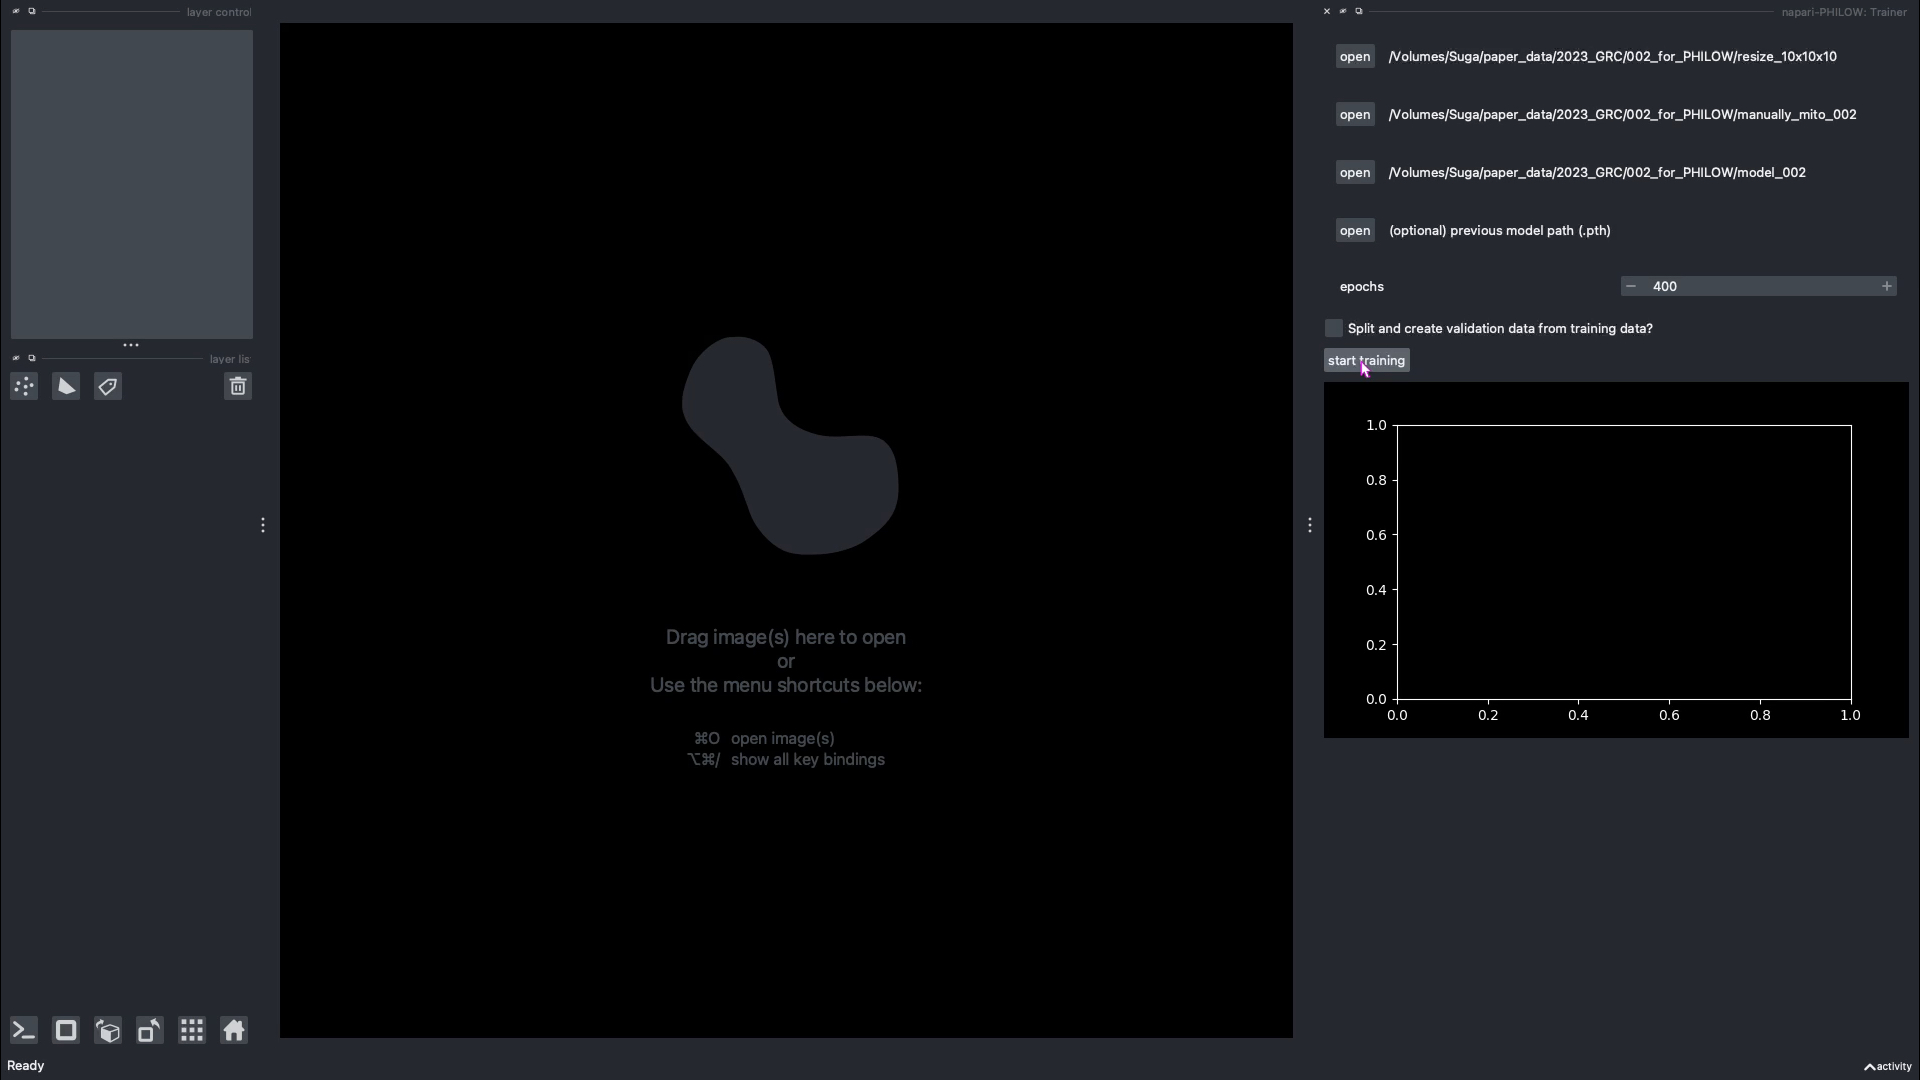 layer control
napari-PHILOW: Trainer
open /Volumes/Suga/paper_data/2023_GRC/002_for_PHILOW/resize_10x10x10
open /Volumes/Suga/paper_data/2023_GRC/002_for_PHILOW/manually_mito_002
open /Volumes/Suga/paper_data/2023_GRC/002_for_PHILOW/model_002
open (optional) previous model path (.pth)
epochs 400
Split and create validation data from training data?
start training
layer lis
1.0
0.8
0.6
0.4
0.2
0.0
0.0 0.2 0.4 0.6 0.8 1.0
Drag image(s) here to open
or
Use the menu shortcuts below:
⌘O open image(s)
⌥⌘/ show all key bindings
Ready
activity